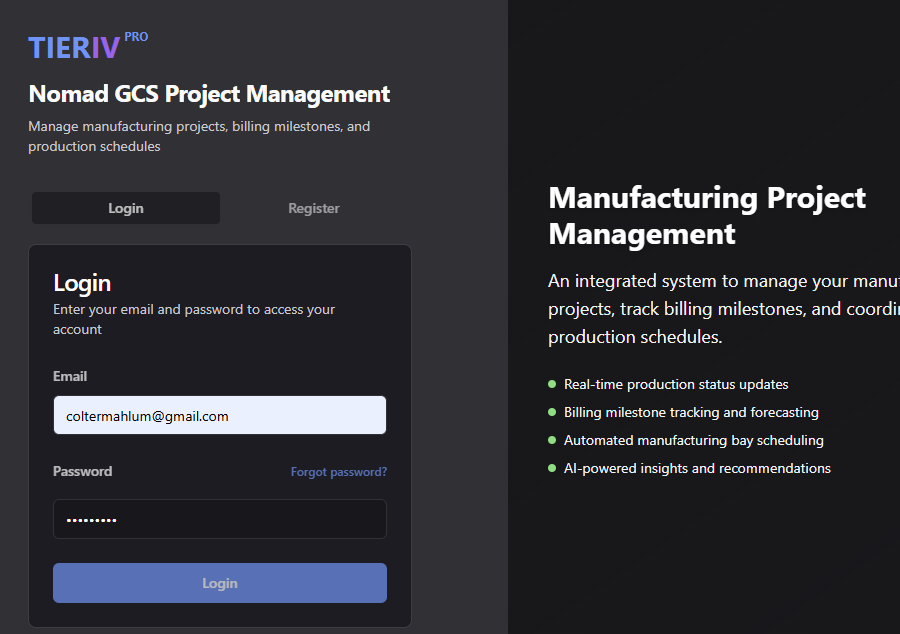 TIERIV PRO
Nomad GCS Project Management
Manage manufacturing projects, billing milestones, and
production schedules
Login
Register
Login
Enter your email and password to access your
account
Email
coltermahlum@gmail.com
Password
Forgot password?
•••••••••
Login
Manufacturing Project
Management
An integrated system to manage your manuf
projects, track billing milestones, and coordin
production schedules.
Real-time production status updates
Billing milestone tracking and forecasting
Automated manufacturing bay scheduling
AI-powered insights and recommendations